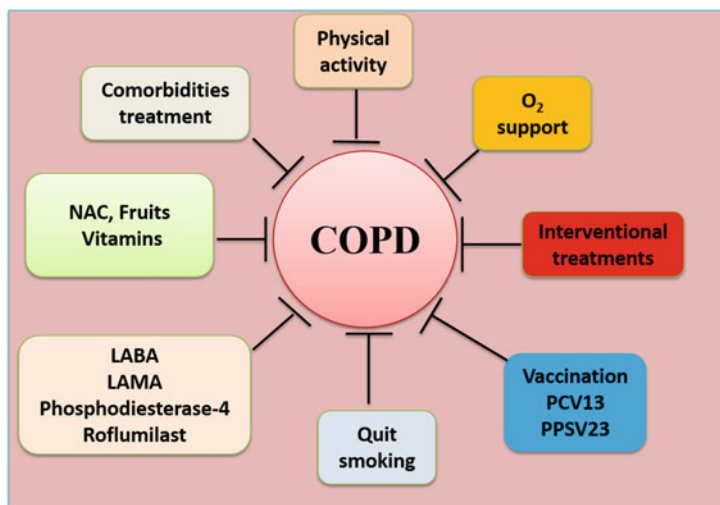 Physical
activity
Comorbidities
treatment
O₂
support
NAC, Fruits
Vitamins
COPD
Interventional
treatments
LABA
LAMA
Phosphodiesterase-4
Roflumilast
Quit
smoking
Vaccination
PCV13
PPSV23